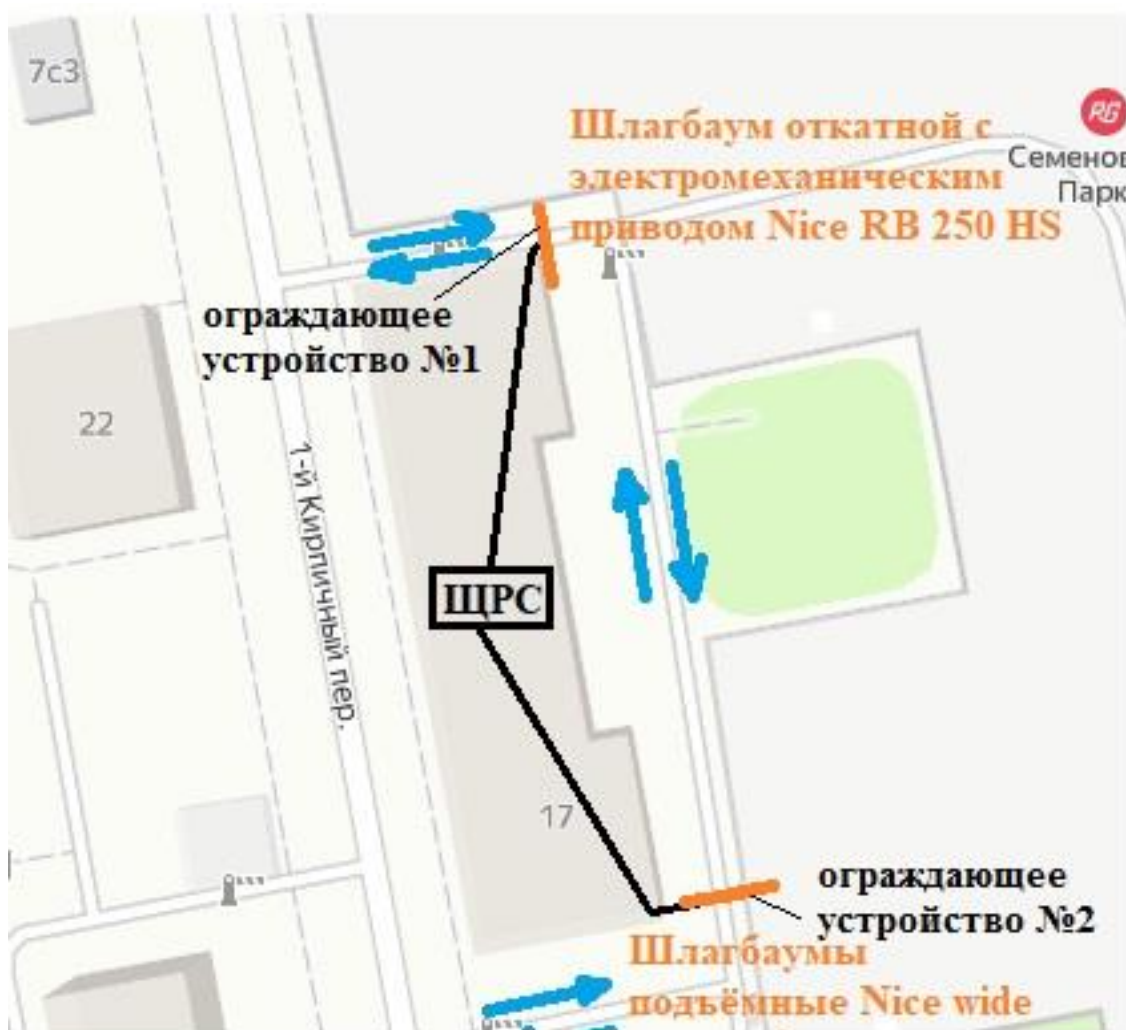 7с3
Шлагбаум откатной с
электромеханическим
приводом Nice RB 250 HS
RG
Семенов
Парк
ограждающее
устройство №1
22
1-й Кирпичный пер.
ЩРС
17
ограждающее
устройство №2
Шлагбаумы
подъёмные Nice wide